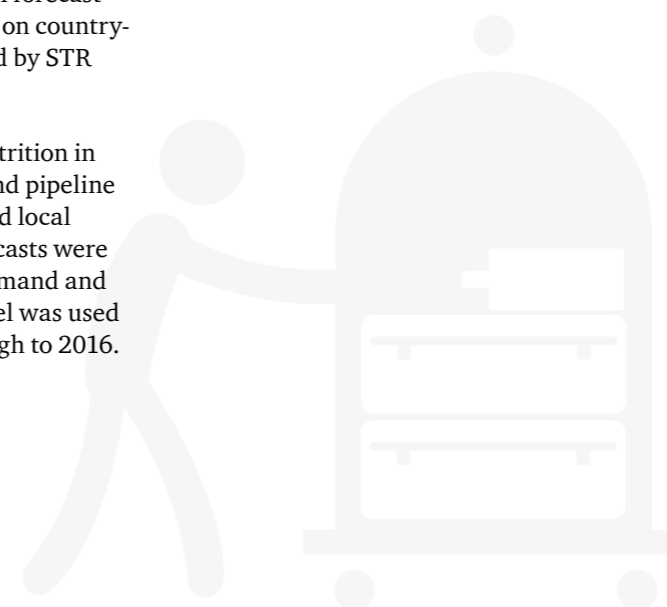 on country-
d by STR
trition in
nd pipeline
d local
casts were
mand and
el was used
gh to 2016.